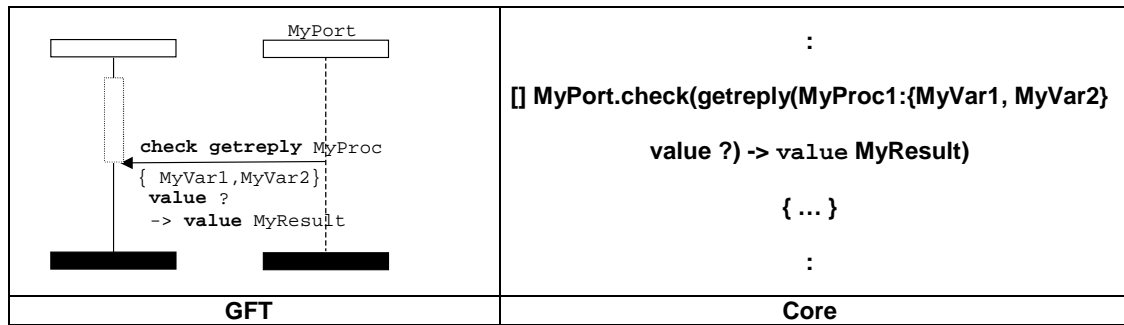 MyPort
check getreply MyProc
{ MyVar1,MyVar2}
value ?
-> value MyResult
:
[] MyPort.check(getreply(MyProc1:{MyVar1, MyVar2}
value ?) -> value MyResult)
{ … }
:
GFT
Core